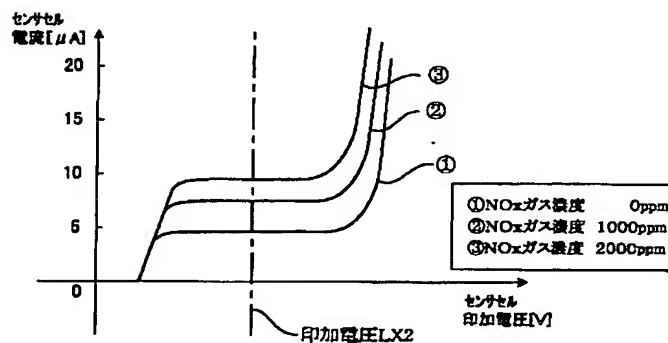 センサセル
電流[μA]
20
15
10
5
0
③
②
①
①NOxガス濃度 0ppm
②NOxガス濃度 1000ppm
③NOxガス濃度 2000ppm
センサセル
印加電圧[V]
印加電圧LX2